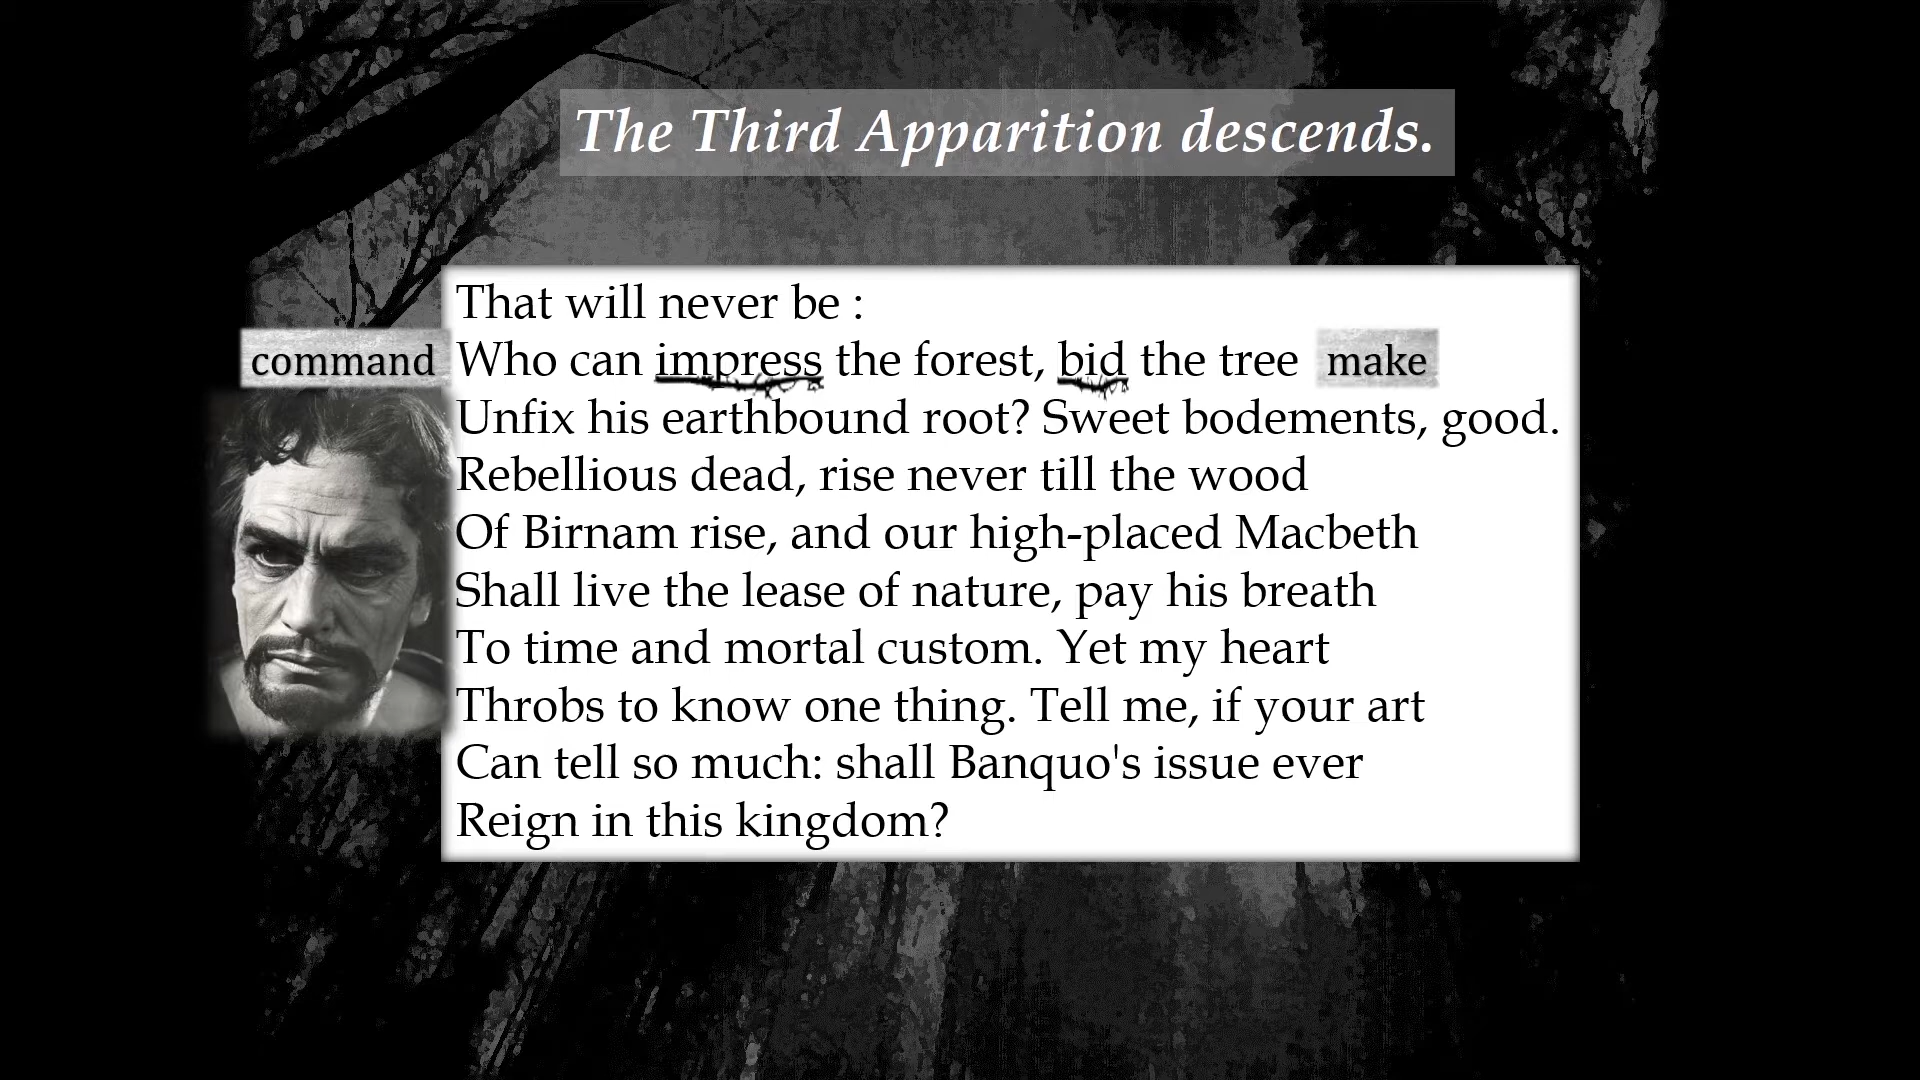 The Third Apparition descends.
That will never be :
command Who can impress the forest, bid the tree make
Unfix his earthbound root? Sweet bodements, good.
Rebellious dead, rise never till the wood
Of Birnam rise, and our high-placed Macbeth
Shall live the lease of nature, pay his breath
To time and mortal custom. Yet my heart
Throbs to know one thing. Tell me, if your art
Can tell so much: shall Banquo's issue ever
Reign in this kingdom?